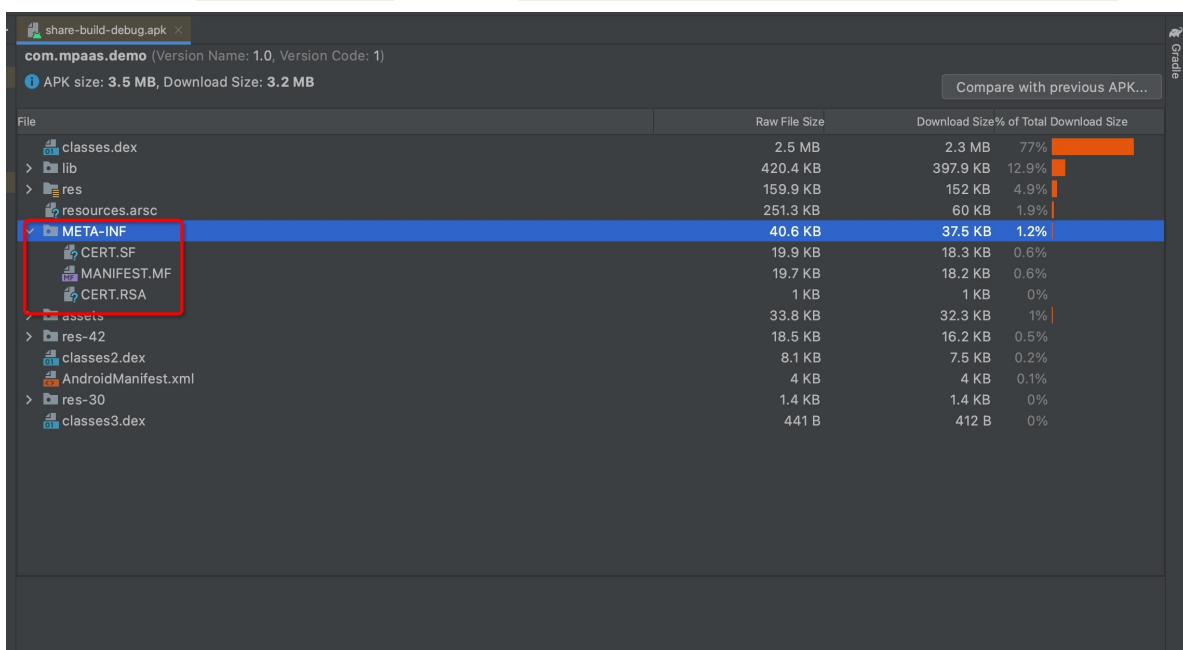 share-build-debug.apk
com.mpaas.demo (Version Name: 1.0, Version Code: 1)
APK size: 3.5 MB, Download Size: 3.2 MB
Compare with previous APK...
Gradle
File Raw File Size Download Size % of Total Download Size
classes.dex 2.5 MB 2.3 MB 77%
lib 420.4 KB 397.9 KB 12.9%
res 159.9 KB 152 KB 4.9%
resources.arsc 251.3 KB 60 KB 1.9%
META-INF 40.6 KB 37.5 KB 1.2%
CERT.SF 19.9 KB 18.3 KB 0.6%
MANIFEST.MF 19.7 KB 18.2 KB 0.6%
CERT.RSA 1 KB 1 KB 0%
assets 33.8 KB 32.3 KB 1%
res-42 18.5 KB 16.2 KB 0.5%
classes2.dex 8.1 KB 7.5 KB 0.2%
AndroidManifest.xml 4 KB 4 KB 0.1%
res-30 1.4 KB 1.4 KB 0%
classes3.dex 441 B 412 B 0%